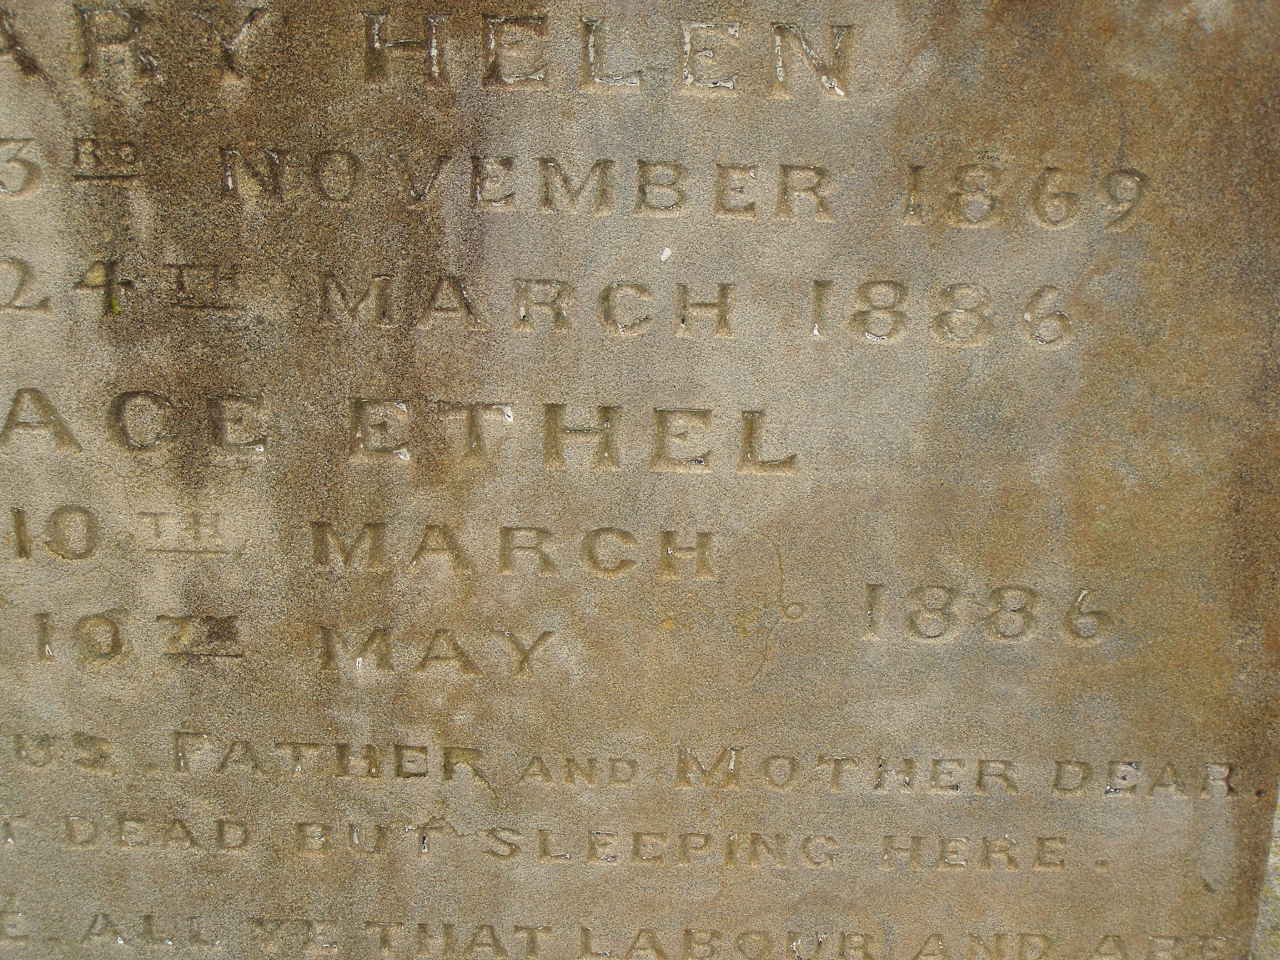 ARY HELEN
3RD NOVEMBER 1869
24TH MARCH 1886
ACE ETHEL
10TH MARCH
10TH MAY 1886
US. FATHER AND MOTHER DEAR.
T DEAD BUT SLEEPING HERE.
E. ALL YE THAT LABOUR AND ARE